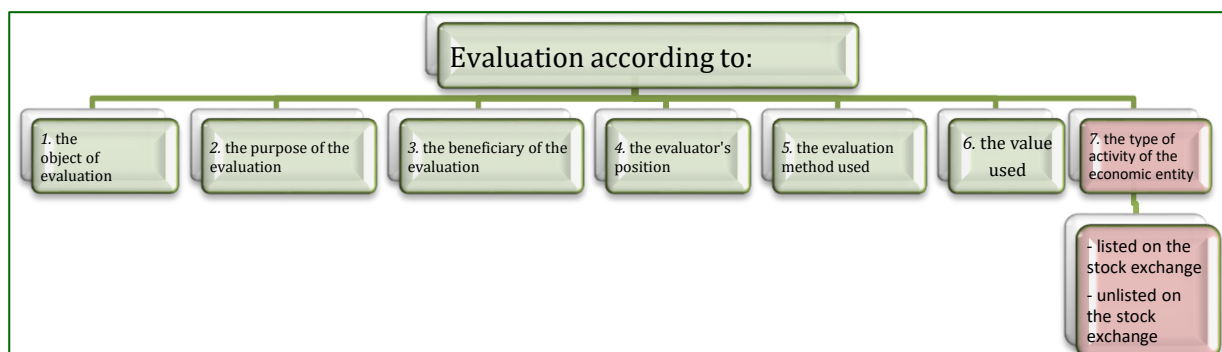 Evaluation according to:
1. the
object of
evaluation
2. the purpose of the
evaluation
3. the beneficiary of the
evaluation
4. the evaluator's
position
5. the evaluation
method used
6. the value
used
7. the type of
activity of the
economic entity
- listed on the
stock exchange
- unlisted on
the stock
exchange